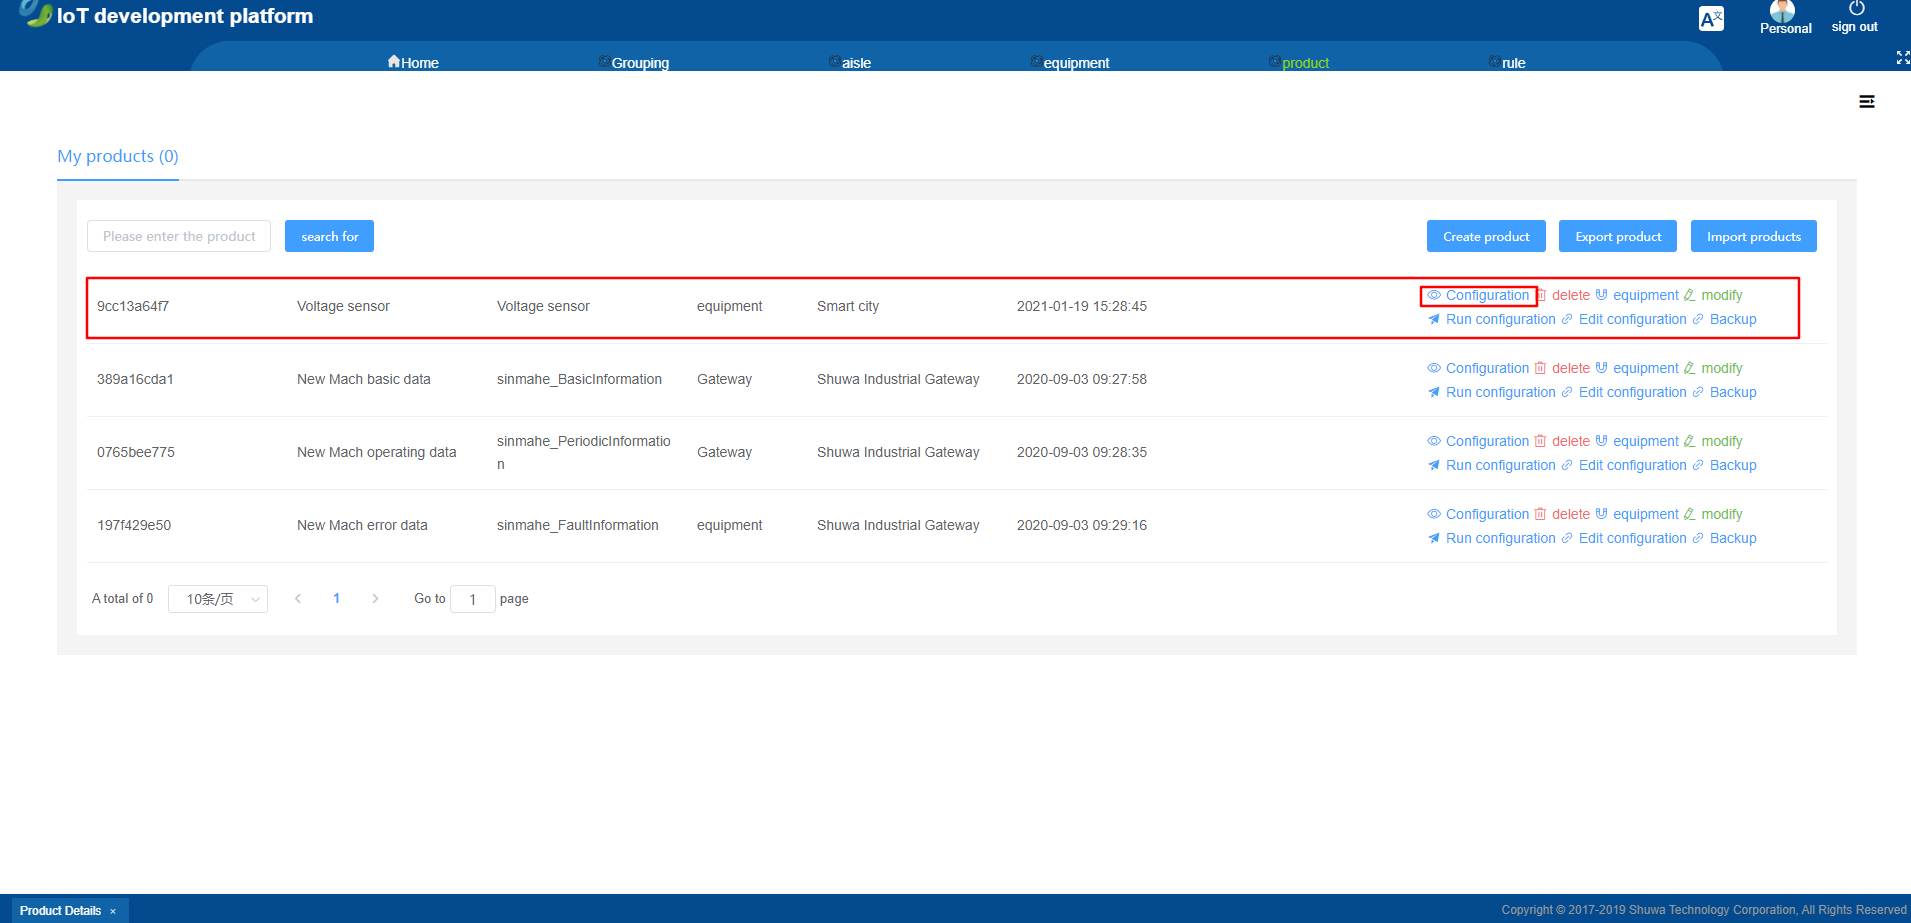 IoT development platform
Personal
sign out
Home Grouping aisle equipment product rule
My products (0)
Please enter the product
search for
Create product Export product Import products
9cc13a64f7 Voltage sensor Voltage sensor equipment Smart city 2021-01-19 15:28:45 Configuration delete equipment modify
Run configuration Edit configuration Backup
389a16cda1 New Mach basic data sinmahe_BasicInformation Gateway Shuwa Industrial Gateway 2020-09-03 09:27:58 Configuration delete equipment modify
Run configuration Edit configuration Backup
0765bee775 New Mach operating data sinmahe_PeriodicInformatio
n Gateway Shuwa Industrial Gateway 2020-09-03 09:28:35 Configuration delete equipment modify
Run configuration Edit configuration Backup
197f429e50 New Mach error data sinmahe_FaultInformation equipment Shuwa Industrial Gateway 2020-09-03 09:29:16 Configuration delete equipment modify
Run configuration Edit configuration Backup
A total of 0 10条/页 1 Go to 1 page
Product Details ×
Copyright © 2017-2019 Shuwa Technology Corporation, All Rights Reserved